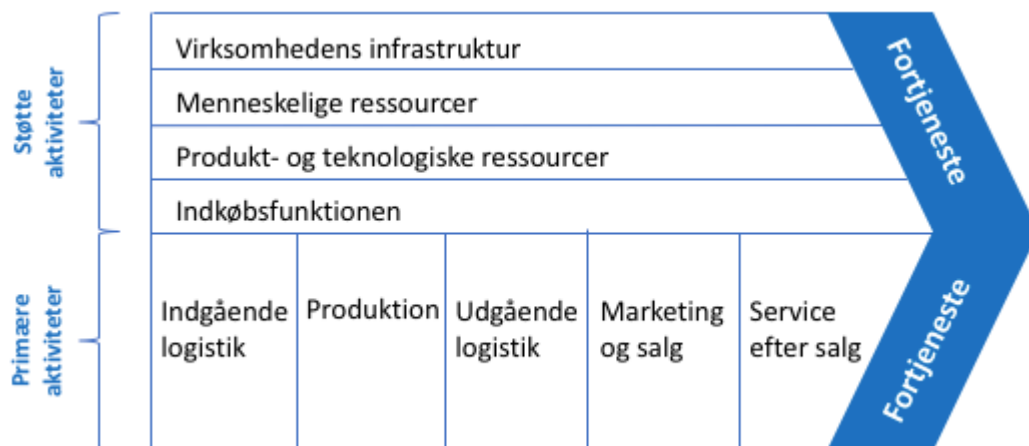 Støtte
aktiviteter
Virksomhedens infrastruktur
Menneskelige ressourcer
Produkt- og teknologiske ressourcer
Indkøbsfunktionen
Fortjeneste
Primære
aktiviteter
Indgående
logistik
Produktion
Udgående
logistik
Marketing
og salg
Service
efter salg
Fortjeneste